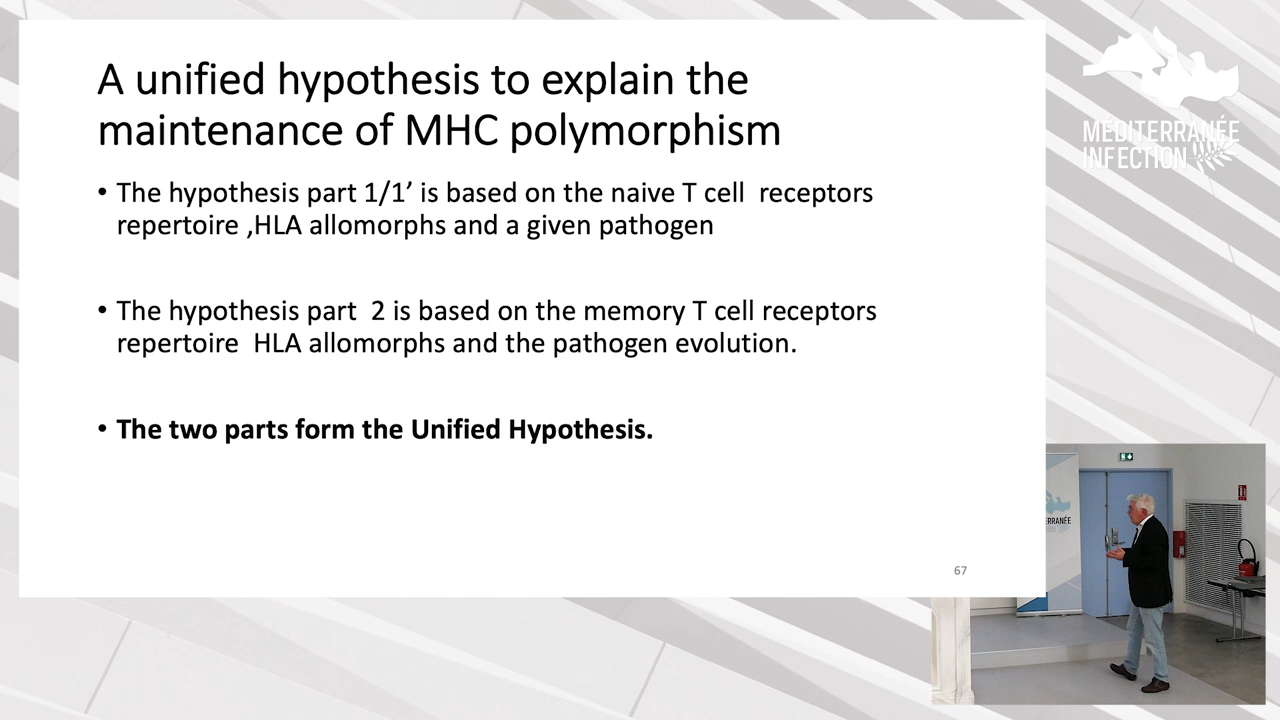 A unified hypothesis to explain the
maintenance of MHC polymorphism
• The hypothesis part 1/1’ is based on the naive T cell  receptors
repertoire ,HLA allomorphs and a given pathogen
• The hypothesis part  2 is based on the memory T cell receptors
repertoire  HLA allomorphs and the pathogen evolution.
• The two parts form the Unified Hypothesis.
67
MÉDITERRANÉE
INFECTION
ERRANÉE